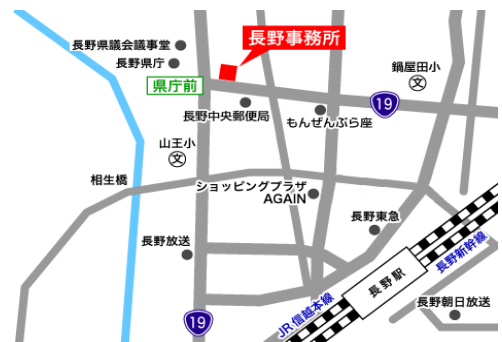 長野事務所
長野県議会議事堂
長野県庁
県庁前
鍋屋田小
文
19
長野中央郵便局
もんぜんぷら座
山王小
文
相生橋
ショッピングプラザ
AGAIN
長野東急
長野放送
長野新幹線
長野駅
JR信越本線
長野朝日放送
19